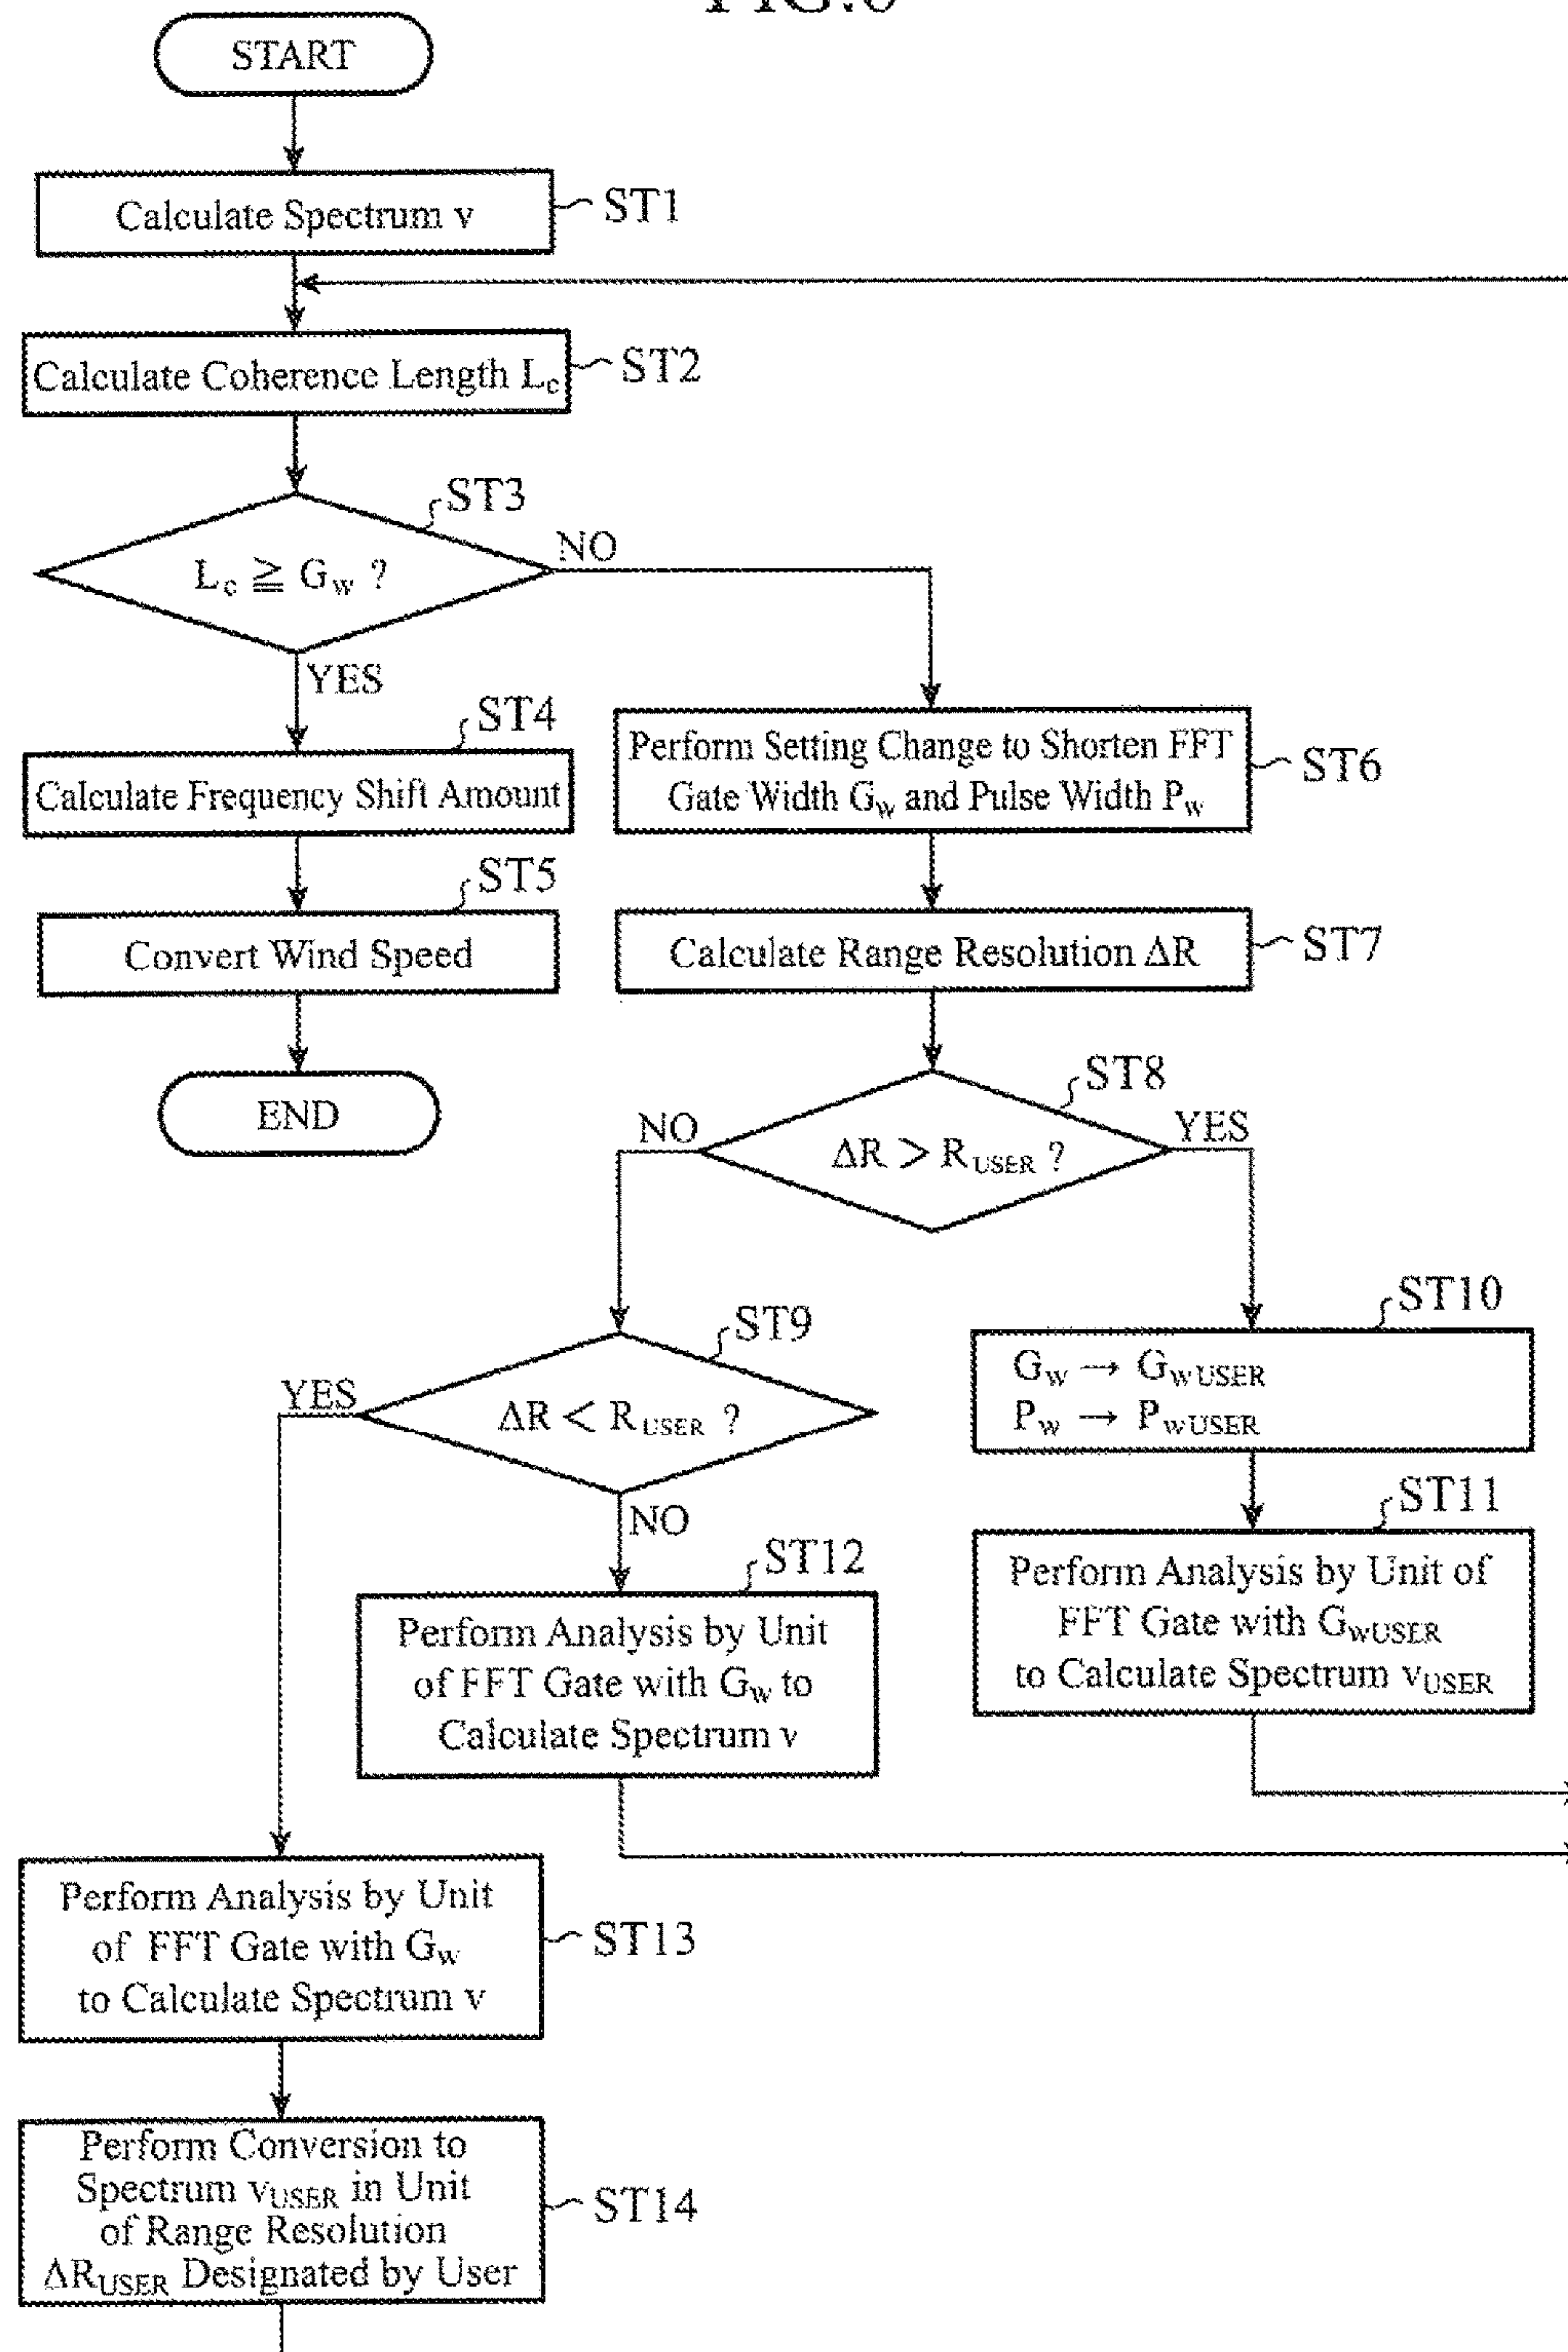 START
Calculate Spectrum v
ST1
Calculate Coherence Length Lc
ST2
ST3
Lc ≧ Gw ?
NO
YES
ST4
Calculate Frequency Shift Amount
ST5
Convert Wind Speed
END
Perform Setting Change to Shorten FFT
Gate Width Gw and Pulse Width Pw
ST6
Calculate Range Resolution ΔR
ST7
ST8
ΔR > RUSER ?
NO
YES
ST9
ΔR < RUSER ?
YES
NO
ST10
Gw → GwUSER
Pw → PwUSER
ST11
Perform Analysis by Unit of
FFT Gate with GwUSER
to Calculate Spectrum vUSER
ST12
Perform Analysis by Unit
of FFT Gate with Gw to
Calculate Spectrum v
Perform Analysis by Unit
of FFT Gate with Gw
to Calculate Spectrum v
ST13
Perform Conversion to
Spectrum vUSER in Unit
of Range Resolution
ΔRUSER Designated by User
ST14